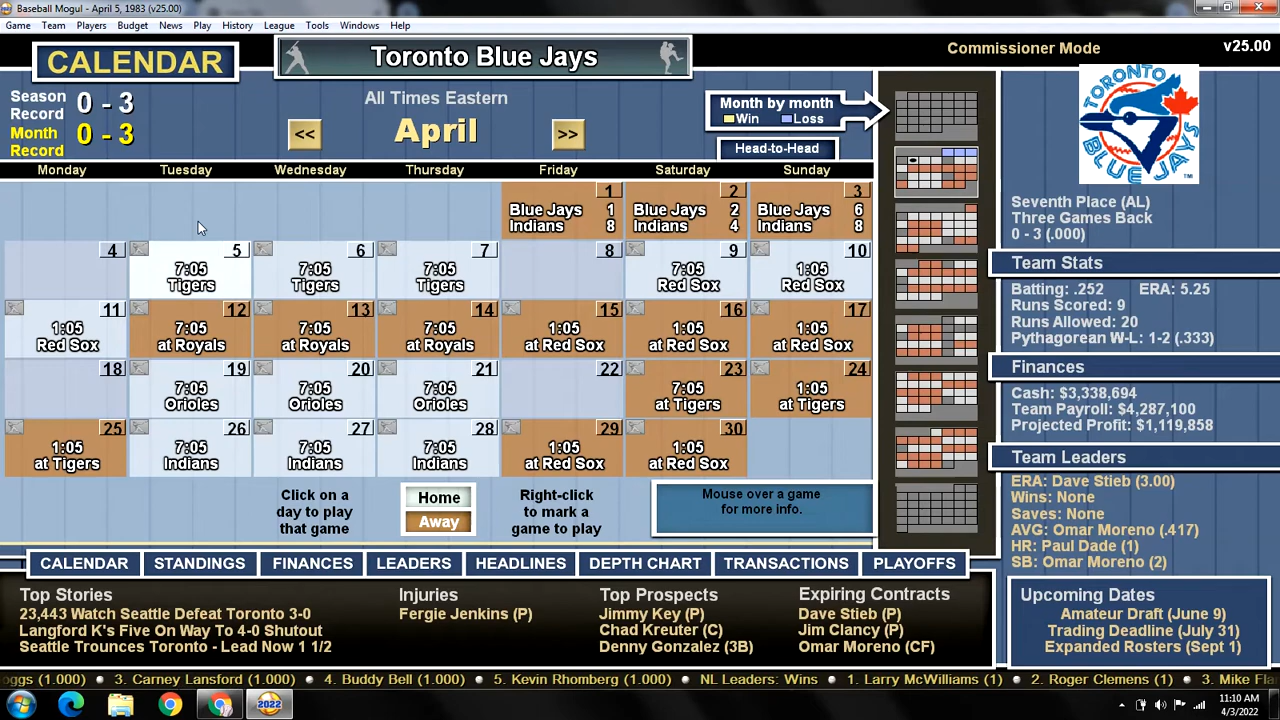 Baseball Mogul - April 5, 1983 (v25.00)
Game Team Players Budget News Play History League Tools Windows Help
CALENDAR
Toronto Blue Jays
Commissioner Mode
v25.00
Season Record 0 - 3
Month Record 0 - 3
All Times Eastern
<< April >>
Month by month
Win Loss
Head-to-Head
TORONTO
BLUE JAYS
TM
Monday Tuesday Wednesday Thursday Friday Saturday Sunday
1 2 3
Blue Jays 1 Blue Jays 2 Blue Jays 6
Indians 8 Indians 4 Indians 8
4 5 6 7 8 9 10
7:05 7:05 7:05 7:05 1:05
Tigers Tigers Tigers Red Sox Red Sox
11 12 13 14 15 16 17
1:05 7:05 7:05 7:05 1:05 1:05 1:05
Red Sox at Royals at Royals at Royals at Red Sox at Red Sox at Red Sox
18 19 20 21 22 23 24
7:05 7:05 7:05 7:05 1:05
Orioles Orioles Orioles at Tigers at Tigers
25 26 27 28 29 30
1:05 7:05 7:05 7:05 1:05 1:05
at Tigers Indians Indians Indians at Red Sox at Red Sox
Click on a
day to play
that game
Home
Away
Right-click
to mark a
game to play
Mouse over a game
for more info.
Seventh Place (AL)
Three Games Back
0 - 3 (.000)
Team Stats
Batting: .252 ERA: 5.25
Runs Scored: 9
Runs Allowed: 20
Pythagorean W-L: 1-2 (.333)
Finances
Cash: $3,338,694
Team Payroll: $4,287,100
Projected Profit: $1,119,858
Team Leaders
ERA: Dave Stieb (3.00)
Wins: None
Saves: None
AVG: Omar Moreno (.417)
HR: Paul Dade (1)
SB: Omar Moreno (2)
CALENDAR STANDINGS FINANCES LEADERS HEADLINES DEPTH CHART TRANSACTIONS PLAYOFFS
Top Stories
23,443 Watch Seattle Defeat Toronto 3-0
Langford K's Five On Way To 4-0 Shutout
Seattle Trounces Toronto - Lead Now 1 1/2
Injuries
Fergie Jenkins (P)
Top Prospects
Jimmy Key (P)
Chad Kreuter (C)
Denny Gonzalez (3B)
Expiring Contracts
Dave Stieb (P)
Jim Clancy (P)
Omar Moreno (CF)
Upcoming Dates
Amateur Draft (June 9)
Trading Deadline (July 31)
Expanded Rosters (Sept 1)
oggs (1.000) • 3. Carney Lansford (1.000) • 4. Buddy Bell (1.000) • 5. Kevin Rhomberg (1.000) • NL Leaders: Wins • 1. Larry McWilliams (1) • 2. Roger Clemens (1) • 3. Mike Fla
2022
11:10 AM
4/3/2022